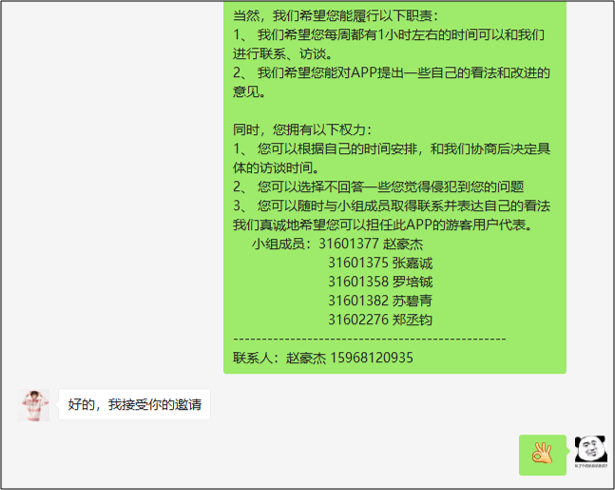 当然，我们希望您能履行以下职责：
1、 我们希望您每周都有1小时左右的时间可以和我们
进行联系、访谈。
2、 我们希望您能对APP提出一些自己的看法和改进的
意见。
同时，您拥有以下权力：
1、 您可以根据自己的时间安排，和我们协商后决定具
体的访谈时间。
2、 您可以选择不回答一些您觉得侵犯到您的问题
3、 您可以随时与小组成员取得联系并表达自己的看法
我们真诚地希望您可以担任此APP的游客用户代表。
小组成员：31601377 赵豪杰
31601375 张嘉诚
31601358 罗培铖
31601382 苏碧青
31602276 郑丞钧
------------------------------------------------
联系人：赵豪杰 15968120935
好的，我接受你的邀请